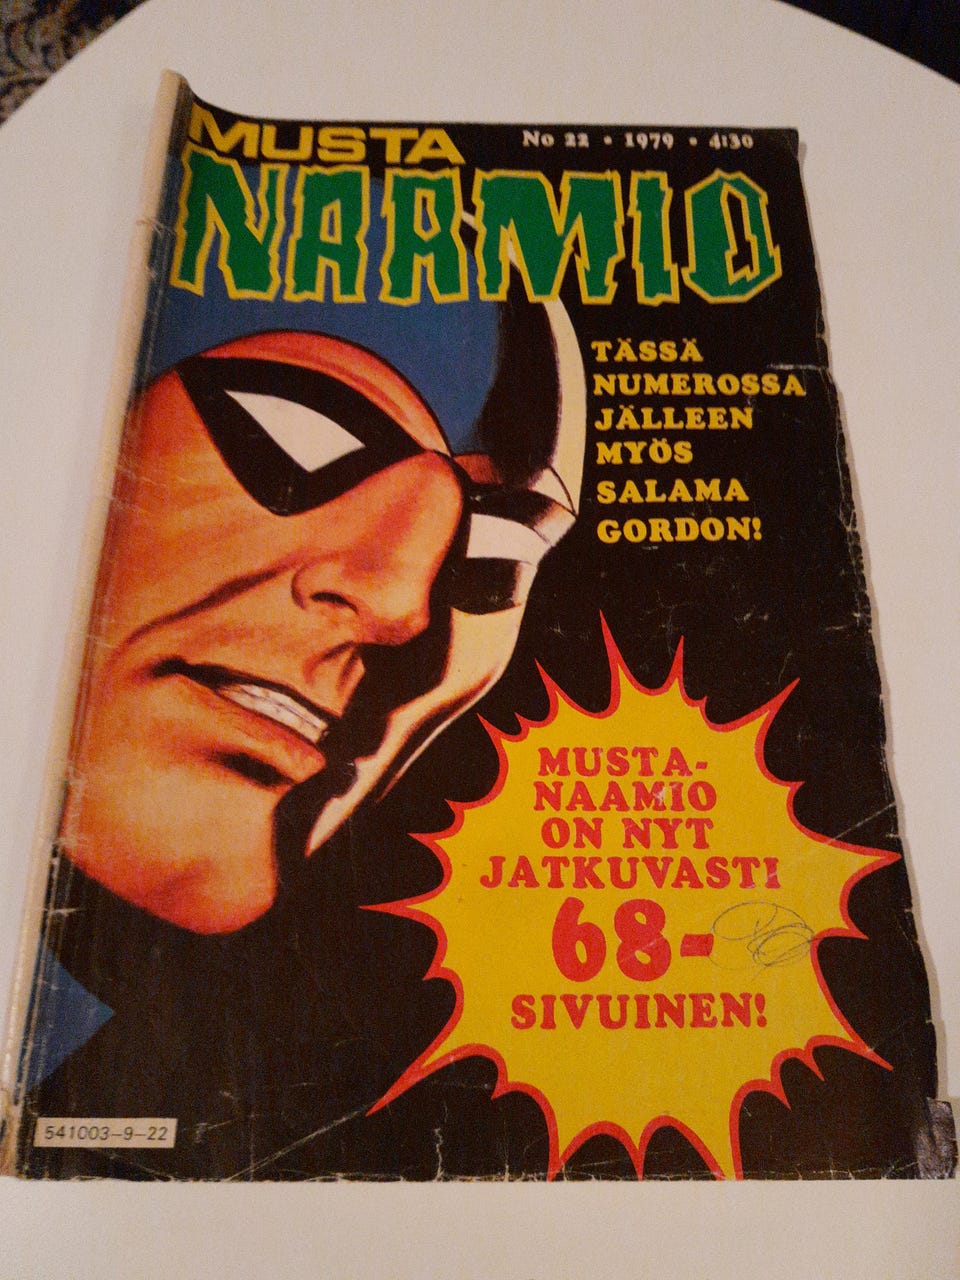 MUSTA
No 22 • 1979 • 4:30
NAAMIO
TÄSSÄ
NUMEROSSA
JÄLLEEN
MYÖS
SALAMA
GORDON!
MUSTA-
NAAMIO
ON NYT
JATKUVASTI
68-
SIVUINEN!
541003-9-22